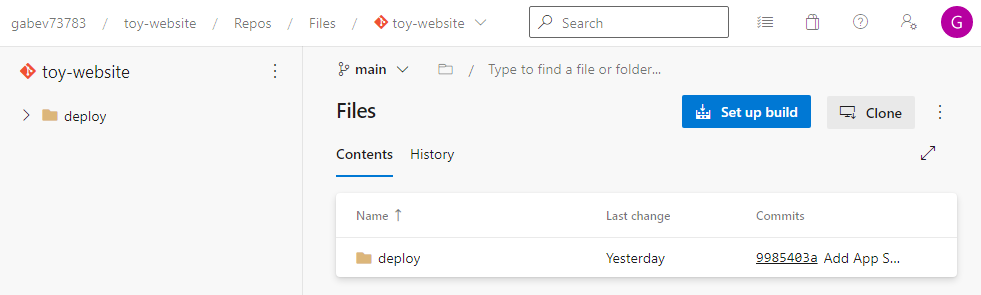 gabev73783 / toy-website / Repos / Files / toy-website Search G
toy-website
deploy
main / Type to find a file or folder...
Files Set up build Clone
Contents History
Name ↑ Last change Commits
deploy Yesterday 9985403a Add App S...